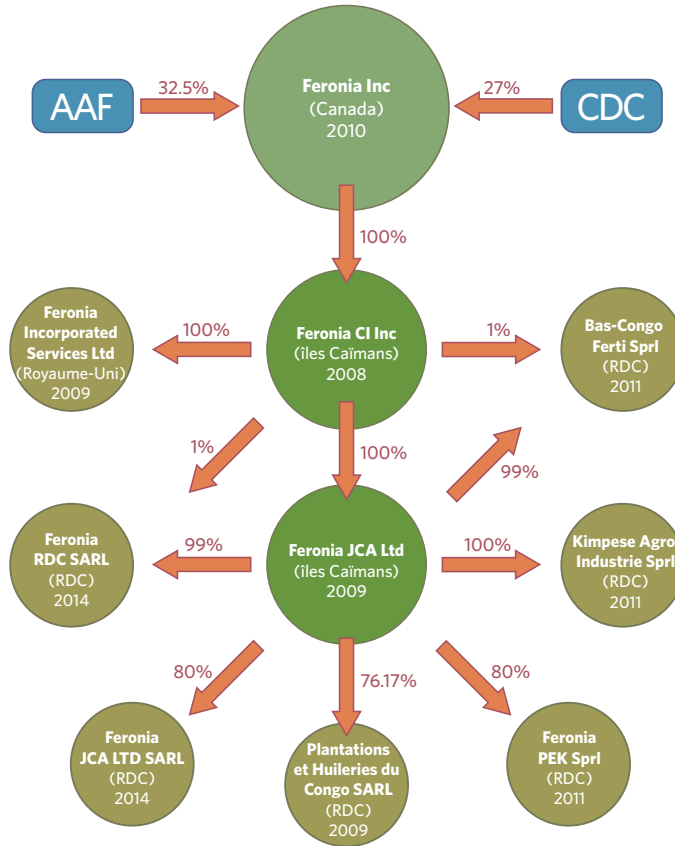 AAF
32.5%
Feronia Inc
(Canada)
2010
27%
CDC
100%
Feronia
Incorporated
Services Ltd
(Royaume-Uni)
2009
100%
Feronia CI Inc
(îles Caïmans)
2008
1%
Bas-Congo
Ferti Sprl
(RDC)
2011
1%
100%
99%
Feronia
RDC SARL
(RDC)
2014
99%
Feronia JCA Ltd
(îles Caïmans)
2009
100%
Kimpese Agro
Industrie Sprl
(RDC)
2011
80%
76.17%
80%
Feronia
JCA LTD SARL
(RDC)
2014
Plantations
et Huileries du
Congo SARL
(RDC)
2009
Feronia
PEK Sprl
(RDC)
2011